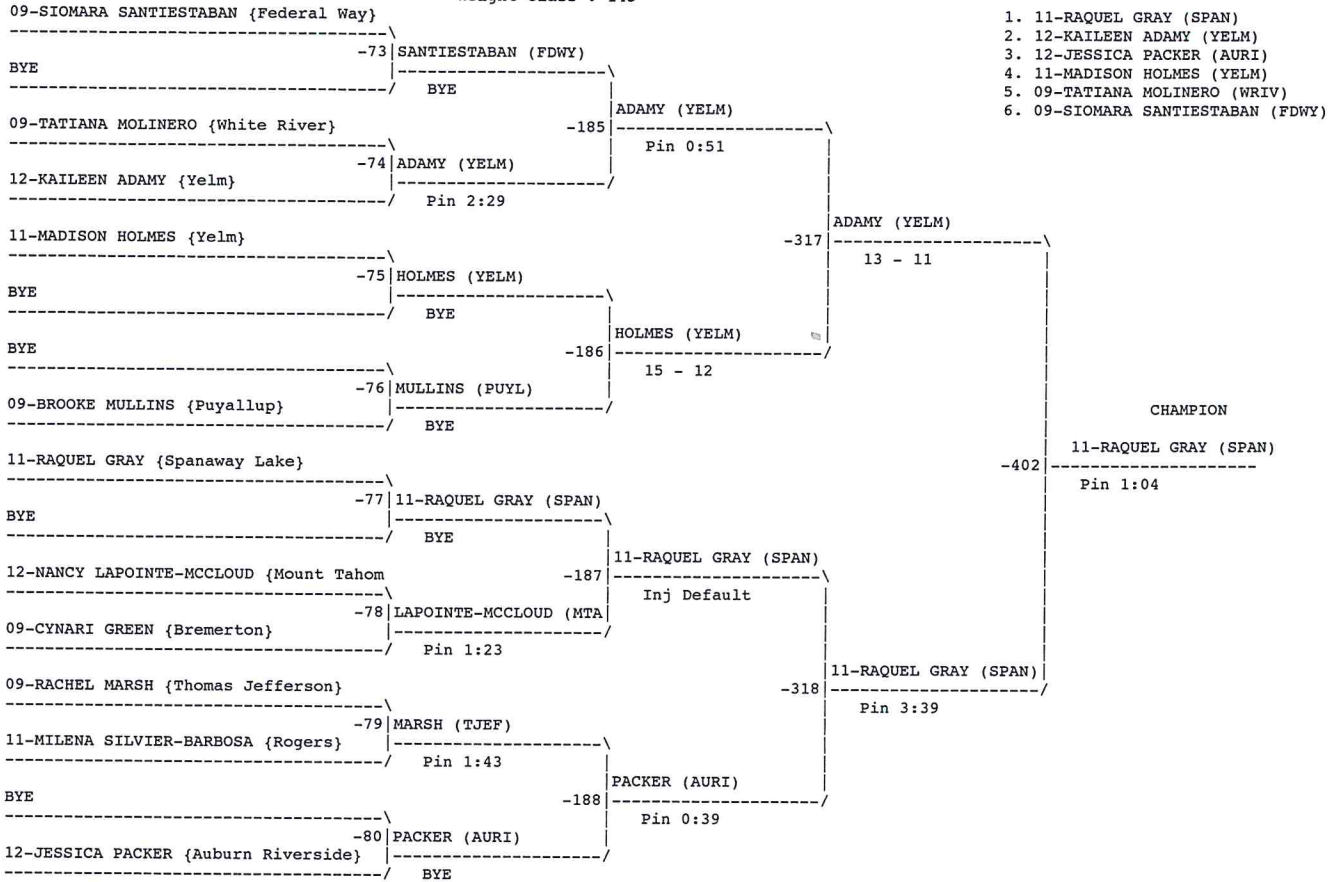 09-SIOMARA SANTIESTABAN {Federal Way}
-73 SANTIESTABAN (FDWY)
BYE
BYE
ADAMY (YELM)
09-TATIANA MOLINERO {White River}
-185
Pin 0:51
-74 ADAMY (YELM)
12-KAILEEN ADAMY {Yelm}
Pin 2:29
ADAMY (YELM)
11-MADISON HOLMES {Yelm}
-317
13 - 11
-75 HOLMES (YELM)
BYE
BYE
HOLMES (YELM)
BYE
-186
15 - 12
-76 MULLINS (PUYL)
09-BROOKE MULLINS {Puyallup}
BYE
CHAMPION
11-RAQUEL GRAY (SPAN)
11-RAQUEL GRAY {Spanaway Lake}
-402
Pin 1:04
-77 11-RAQUEL GRAY (SPAN)
BYE
BYE
11-RAQUEL GRAY (SPAN)
12-NANCY LAPOINTE-MCCLOUD {Mount Tahom
-187
Inj Default
-78 LAPOINTE-MCCLOUD (MTA
09-CYNARI GREEN {Bremerton}
Pin 1:23
11-RAQUEL GRAY (SPAN)
09-RACHEL MARSH {Thomas Jefferson}
-318
Pin 3:39
-79 MARSH (TJEF)
11-MILENA SILVIER-BARBOSA {Rogers}
Pin 1:43
PACKER (AURI)
BYE
-188
Pin 0:39
-80 PACKER (AURI)
12-JESSICA PACKER {Auburn Riverside}
BYE
1. 11-RAQUEL GRAY (SPAN)
2. 12-KAILEEN ADAMY (YELM)
3. 12-JESSICA PACKER (AURI)
4. 11-MADISON HOLMES (YELM)
5. 09-TATIANA MOLINERO (WRIV)
6. 09-SIOMARA SANTIESTABAN (FDWY)